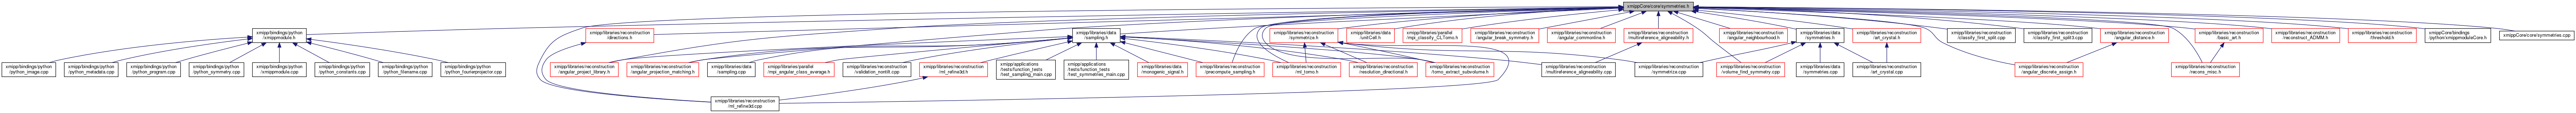 xmippCore/core/symmetries.h
xmipp/bindings/python
/xmippmodule.h
xmipp/libraries/reconstruction
/directions.h
xmipp/libraries/data
/sampling.h
xmipp/libraries/reconstruction
/symmetrize.h
xmipp/libraries/data
/unitCell.h
xmipp/libraries/parallel
/mpi_classify_CLTomo.h
xmipp/libraries/reconstruction
/angular_break_symmetry.h
xmipp/libraries/reconstruction
/angular_commonline.h
xmipp/libraries/reconstruction
/multireference_aligneability.h
xmipp/libraries/reconstruction
/angular_neighbourhood.h
xmipp/libraries/data
/symmetries.h
xmipp/libraries/reconstruction
/art_crystal.h
xmipp/libraries/reconstruction
/classify_first_split.cpp
xmipp/libraries/reconstruction
/classify_first_split3.cpp
xmipp/libraries/reconstruction
/angular_distance.h
xmipp/libraries/reconstruction
/basic_art.h
xmipp/libraries/reconstruction
/reconstruct_ADMM.h
xmipp/libraries/reconstruction
/threshold.h
xmippCore/bindings
/python/xmippmoduleCore.h
xmippCore/core/symmetries.cpp
xmipp/bindings/python
/python_image.cpp
xmipp/bindings/python
/python_metadata.cpp
xmipp/bindings/python
/python_program.cpp
xmipp/bindings/python
/python_symmetry.cpp
xmipp/bindings/python
/xmippmodule.cpp
xmipp/bindings/python
/python_constants.cpp
xmipp/bindings/python
/python_filename.cpp
xmipp/bindings/python
/python_fourierprojector.cpp
xmipp/libraries/reconstruction
/angular_project_library.h
xmipp/libraries/reconstruction
/angular_projection_matching.h
xmipp/libraries/data
/sampling.cpp
xmipp/libraries/parallel
/mpi_angular_class_average.h
xmipp/libraries/reconstruction
/validation_nontilt.cpp
xmipp/libraries/reconstruction
/ml_refine3d.h
xmipp/applications
/tests/function_tests
/test_sampling_main.cpp
xmipp/applications
/tests/function_tests
/test_symmetries_main.cpp
xmipp/libraries/data
/monogenic_signal.h
xmipp/libraries/reconstruction
/precompute_sampling.h
xmipp/libraries/reconstruction
/ml_tomo.h
xmipp/libraries/reconstruction
/resolution_directional.h
xmipp/libraries/reconstruction
/tomo_extract_subvolume.h
xmipp/libraries/reconstruction
/multireference_aligneability.cpp
xmipp/libraries/reconstruction
/symmetrize.cpp
xmipp/libraries/reconstruction
/volume_find_symmetry.cpp
xmipp/libraries/data
/symmetries.cpp
xmipp/libraries/reconstruction
/art_crystal.cpp
xmipp/libraries/reconstruction
/angular_discrete_assign.h
xmipp/libraries/reconstruction
/recons_misc.h
xmipp/libraries/reconstruction
/ml_refine3d.cpp